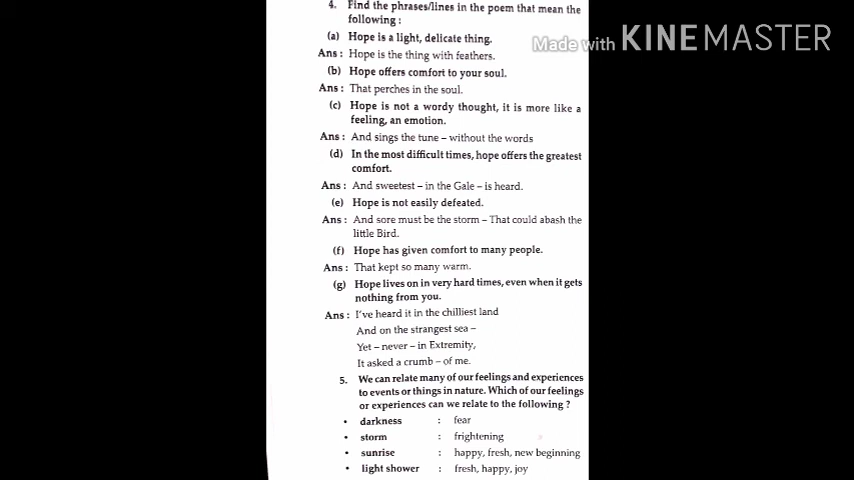 4. Find the phrases/lines in the poem that mean the
following :
(a) Hope is a light, delicate thing.
Ans : Hope is the thing with feathers.
(b) Hope offers comfort to your soul.
Ans : That perches in the soul.
(c) Hope is not a wordy thought, it is more like a
feeling, an emotion.
Ans : And sings the tune – without the words
(d) In the most difficult times, hope offers the greatest
comfort.
Ans : And sweetest – in the Gale – is heard.
(e) Hope is not easily defeated.
Ans : And sore must be the storm – That could abash the
little Bird.
(f) Hope has given comfort to many people.
Ans : That kept so many warm.
(g) Hope lives on in very hard times, even when it gets
nothing from you.
Ans : I've heard it in the chilliest land
And on the strangest sea –
Yet – never – in Extremity,
It asked a crumb – of me.
5. We can relate many of our feelings and experiences
to events or things in nature. Which of our feelings
or experiences can we relate to the following ?
• darkness : fear
• storm : frightening
• sunrise : happy, fresh, new beginning
• light shower : fresh, happy, joy
Made with KINEMASTER